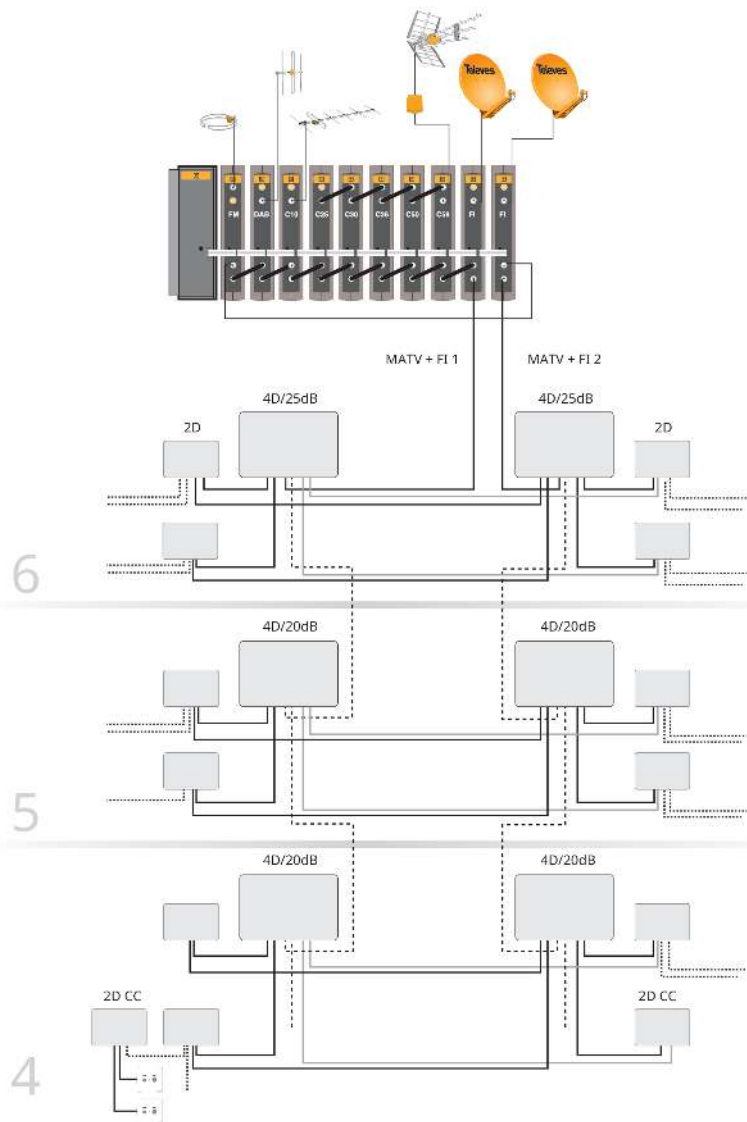 Televes Televes
FM DAB C10 C26 C30 C36 C50 C58 FI FI
MATV + FI 1 MATV + FI 2
4D/25dB 4D/25dB
2D 2D
6
4D/20dB 4D/20dB
5
4D/20dB 4D/20dB
2D CC 2D CC
4